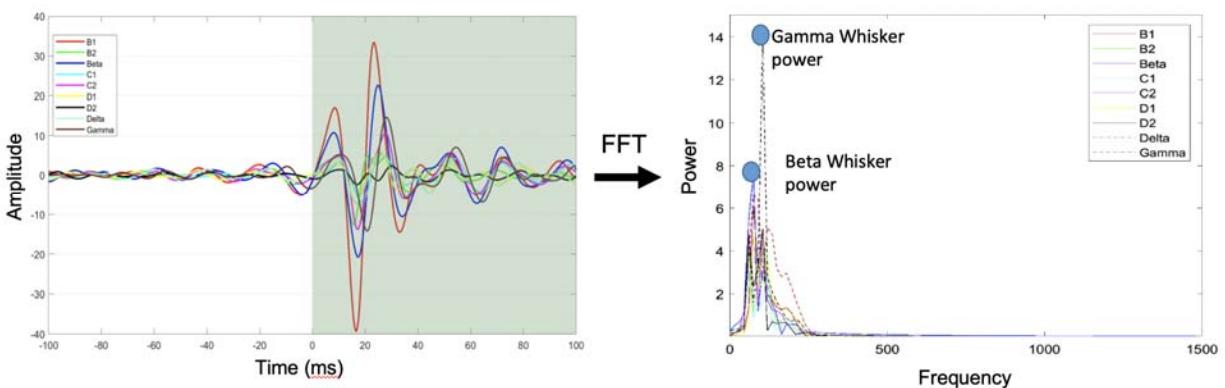 40
30
20
10
0
-10
-20
-30
-40
Amplitude
B1
B2
Beta
C1
C2
D1
D2
Delta
Gamma
-100
-80
-60
-40
-20
0
20
40
60
80
100
Time (ms)
FFT
14
12
10
8
6
4
2
Power
Gamma Whisker
power
Beta Whisker
power
B1
B2
Beta
C1
C2
D1
D2
Delta
Gamma
0
500
1000
1500
Frequency